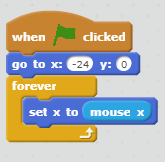 when clicked
go to x: -24 y: 0
forever
set x to mouse x